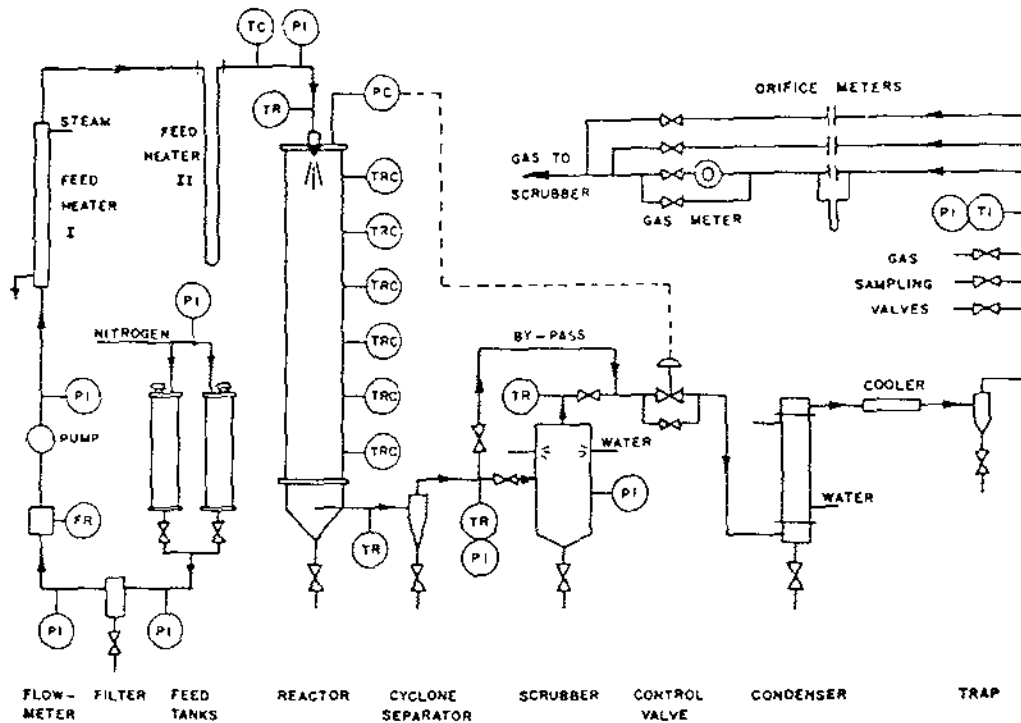 TC
PI
PC
TR
ORIFICE METERS
STEAM
FEED
HEATER
II
FEED
HEATER
I
TRC
GAS TO
SCRUBBER
GAS METER
TRC
PI
TI
GAS
SAMPLING
VALVES
TRC
PI
NITROGEN
TRC
BY-PASS
TRC
TR
COOLER
PI
PUMP
TRC
WATER
PI
WATER
FR
TR
TR
PI
PI
PI
FLOW-
METER
FILTER
FEED
TANKS
REACTOR
CYCLONE
SEPARATOR
SCRUBBER
CONTROL
VALVE
CONDENSER
TRAP